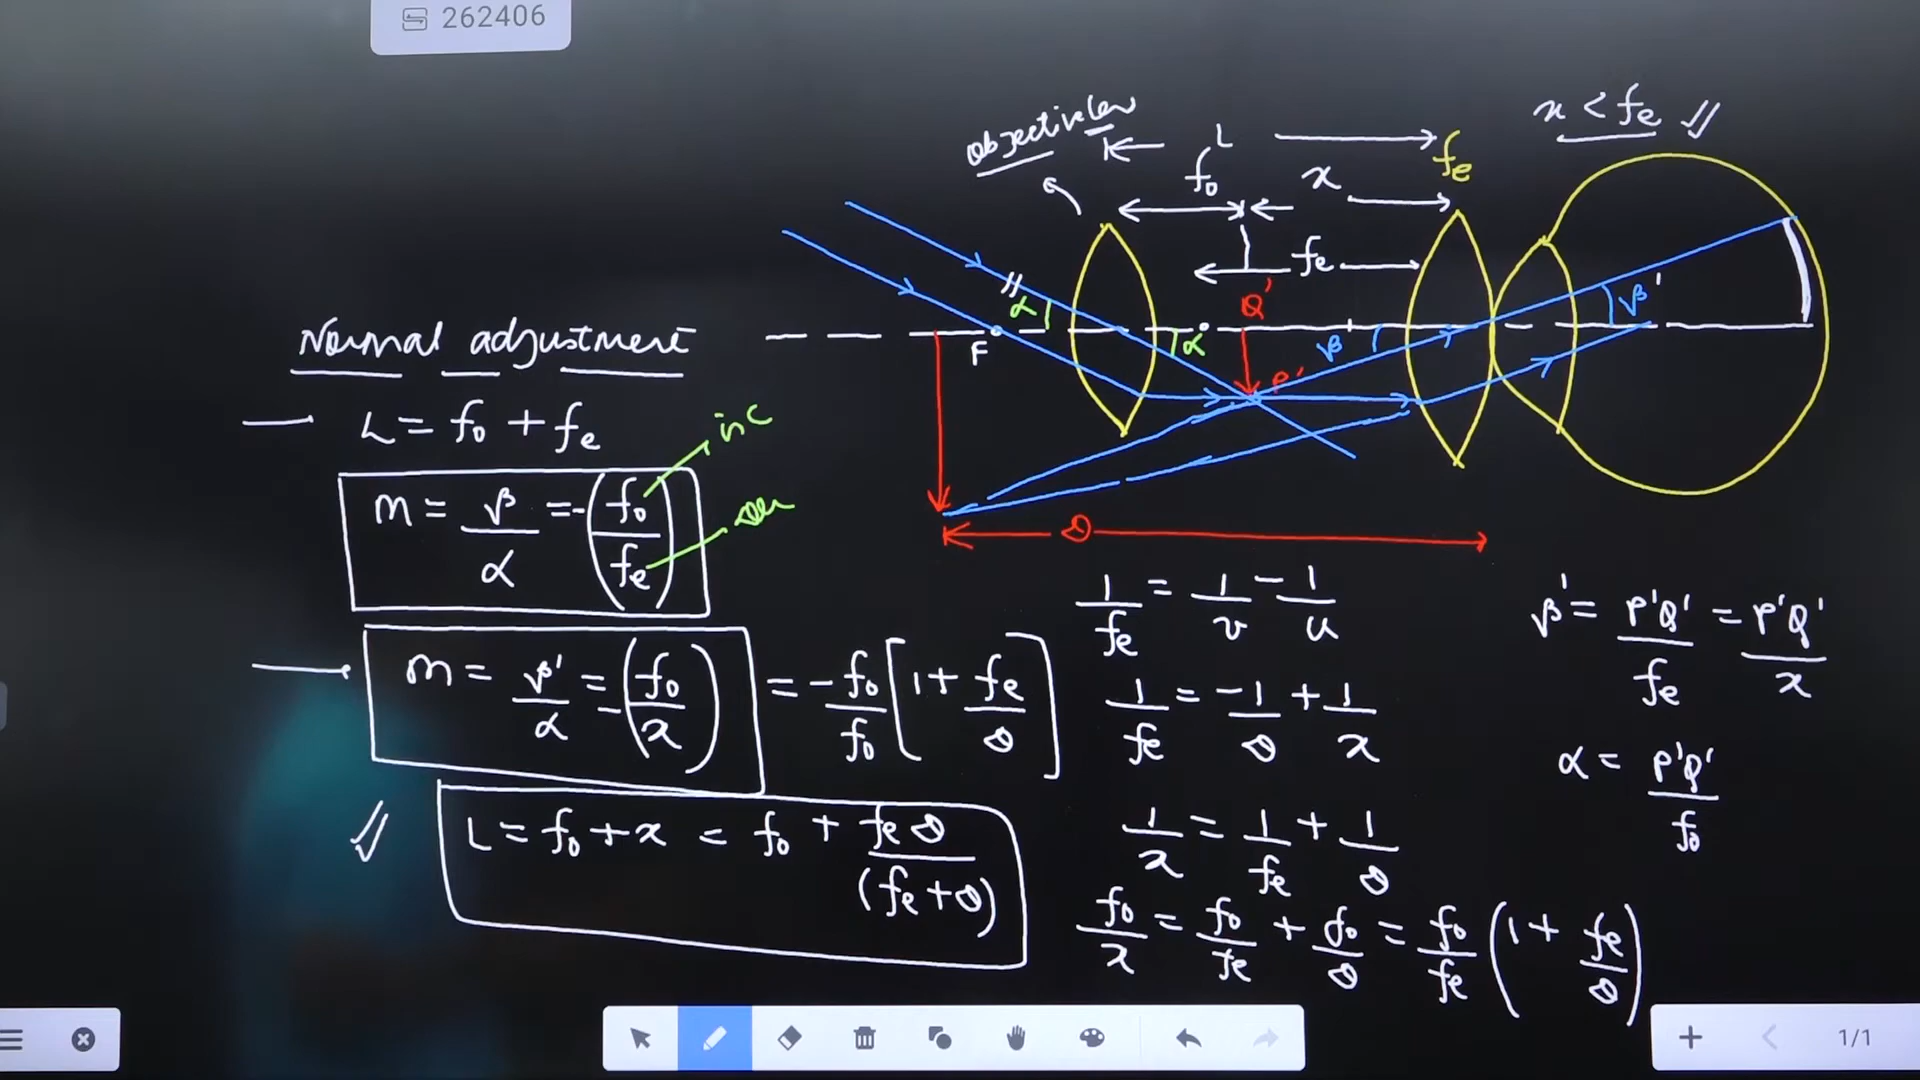 262406
Objective len
L
x < fe //
fo
x
fe
fe
Q'
α
F
α
β
P'
β'
Normal adjustment
L = fo + fe
inc
m = β/α = -(fo/fe)
D
1/fe = 1/v - 1/u
β' = P'Q'/fe = P'Q'/x
m = β'/α = -(fo/x) = -fo/fo [1 + fe/D]
1/fe = -1/D + 1/x
α = P'Q'/fo
L = fo + x = fo + fe D/(fe + D)
1/x = 1/fe + 1/D
fo/x = fo/fe + fo/D = fo/fe (1 + fe/D)
1/1